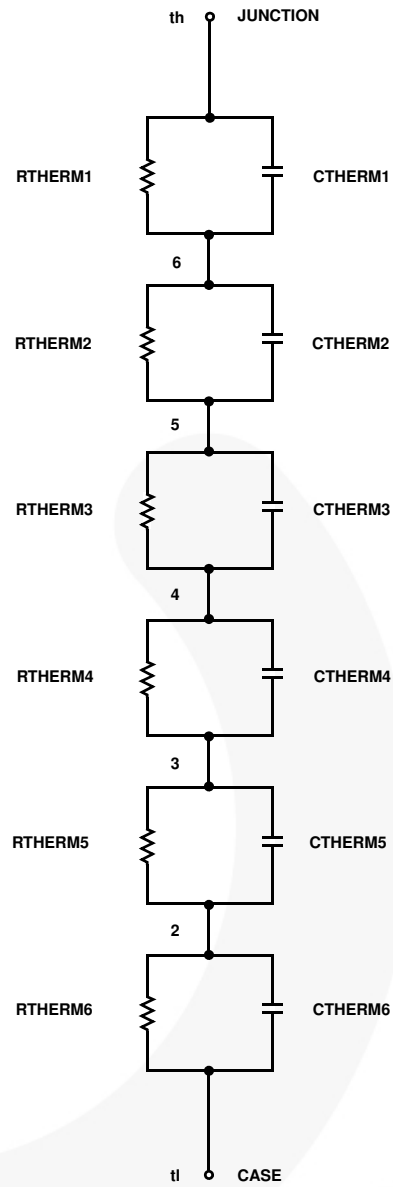 th JUNCTION
RTHERM1 CTHERM1
6
RTHERM2 CTHERM2
5
RTHERM3 CTHERM3
4
RTHERM4 CTHERM4
3
RTHERM5 CTHERM5
2
RTHERM6 CTHERM6
tl CASE